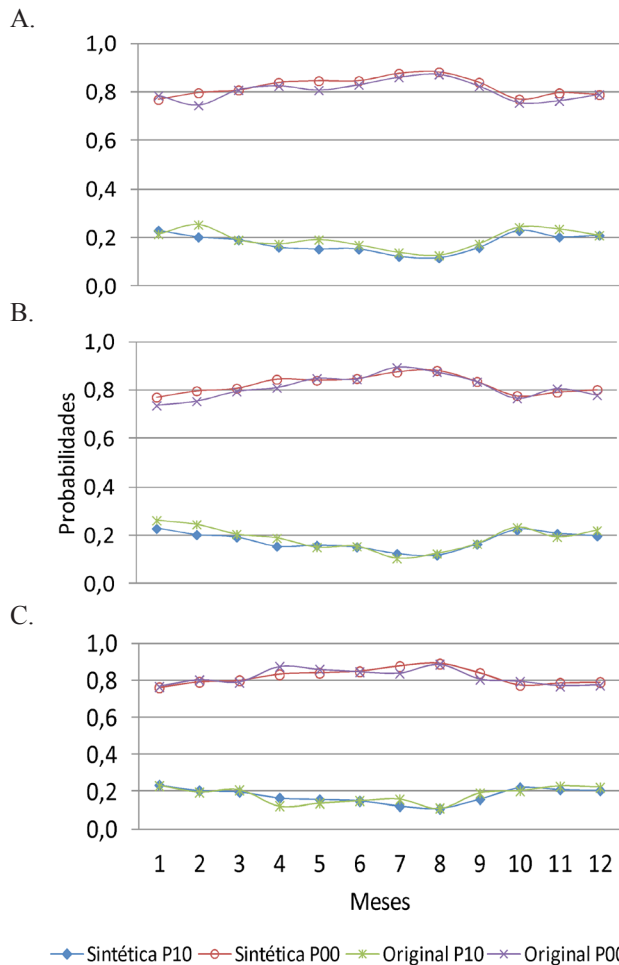 A.
1,0
0,8
0,6
0,4
0,2
0,0
B.
1,0
0,8
0,6
0,4
0,2
0,0
Probabilidades
C.
1,0
0,8
0,6
0,4
0,2
0,0
1 2 3 4 5 6 7 8 9 10 11 12
Meses
Sintética P10 Sintética P00 Original P10 Original P00